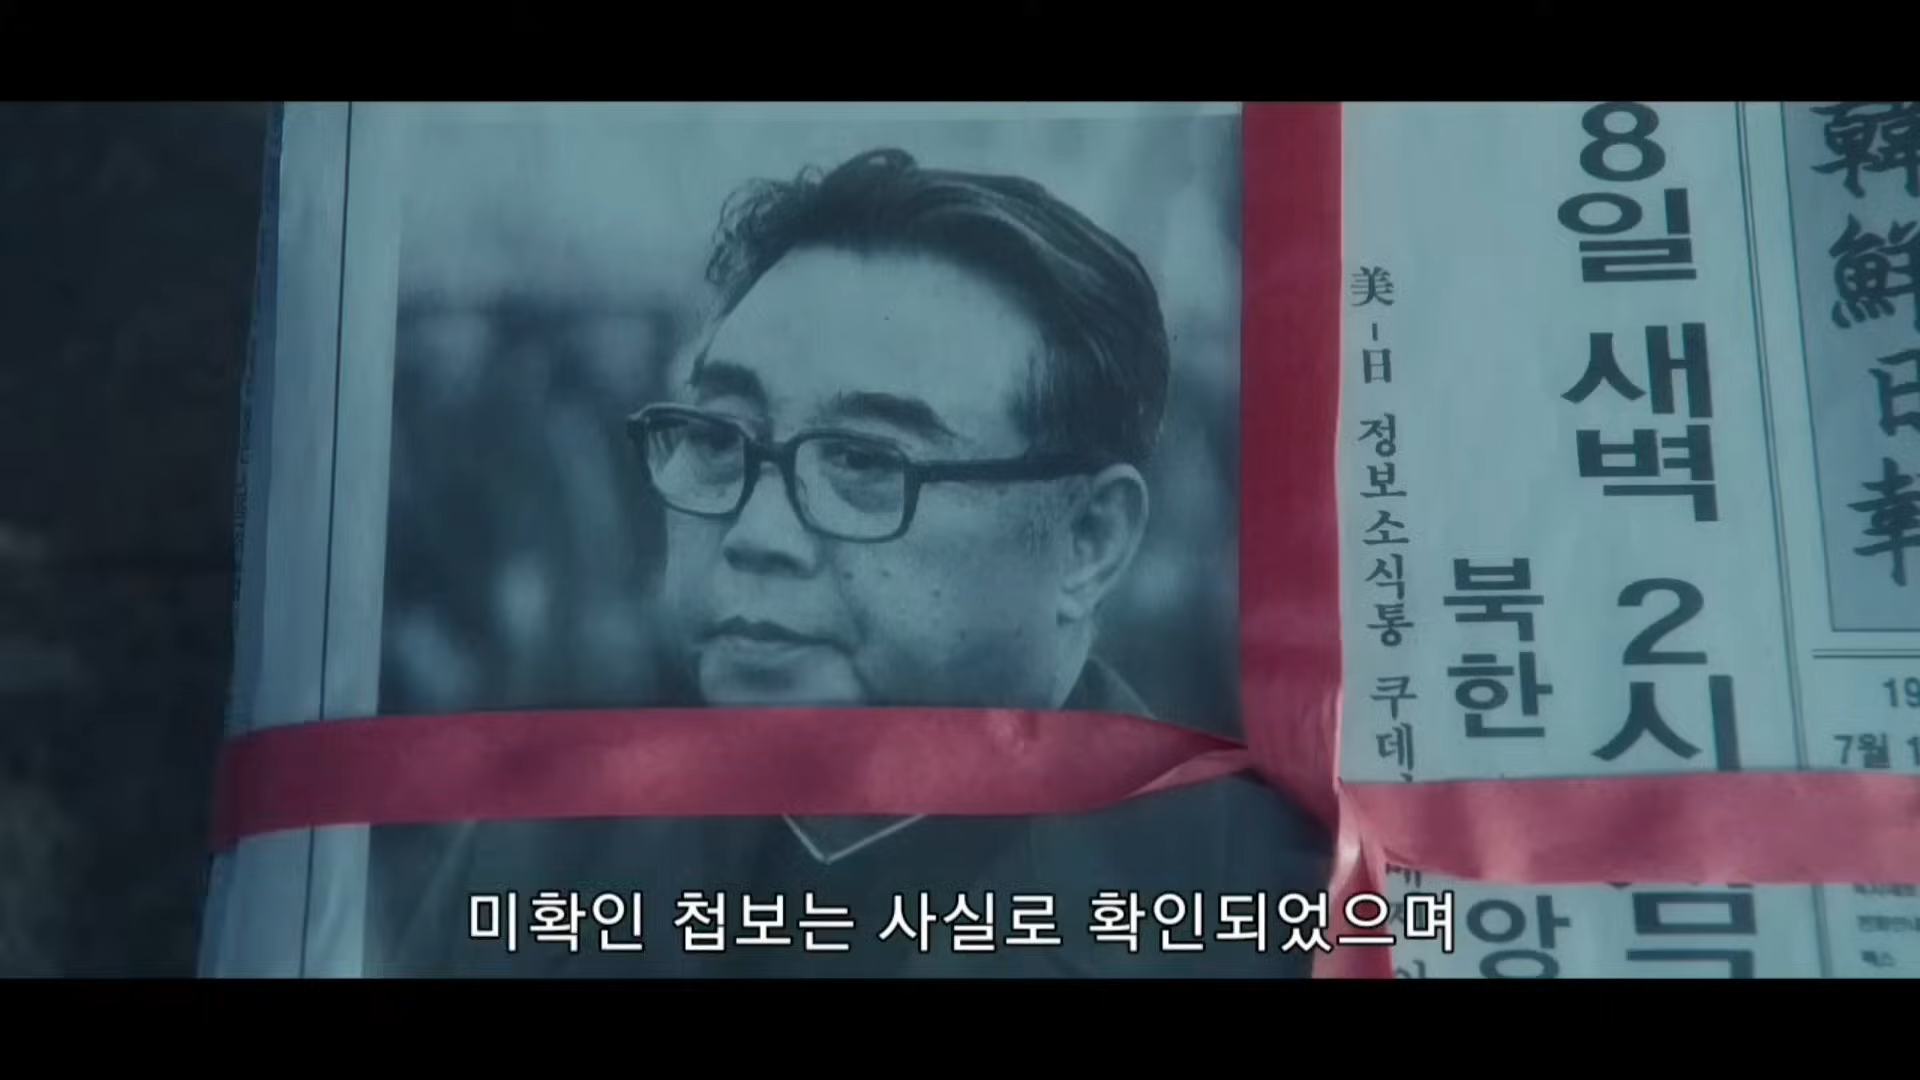 韓鮮日報
19
7월 1
8일 새벽 2시
북한
앙
美-日 정보소식통 쿠데
미확인 첩보는 사실로 확인되었으며